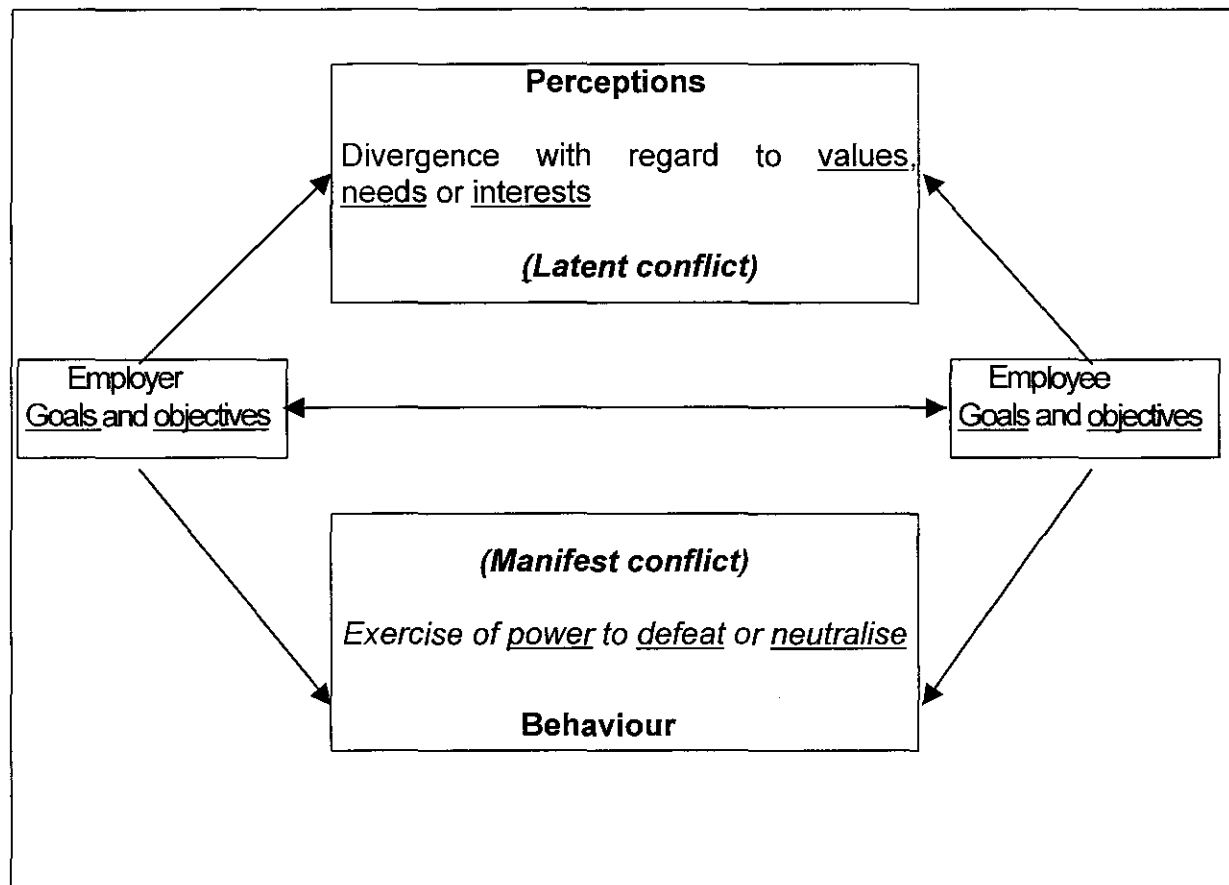 Perceptions
Divergence with regard to values,
needs or interests
(Latent conflict)
Employer
Goals and objectives
Employee
Goals and objectives
(Manifest conflict)
Exercise of power to defeat or neutralise
Behaviour